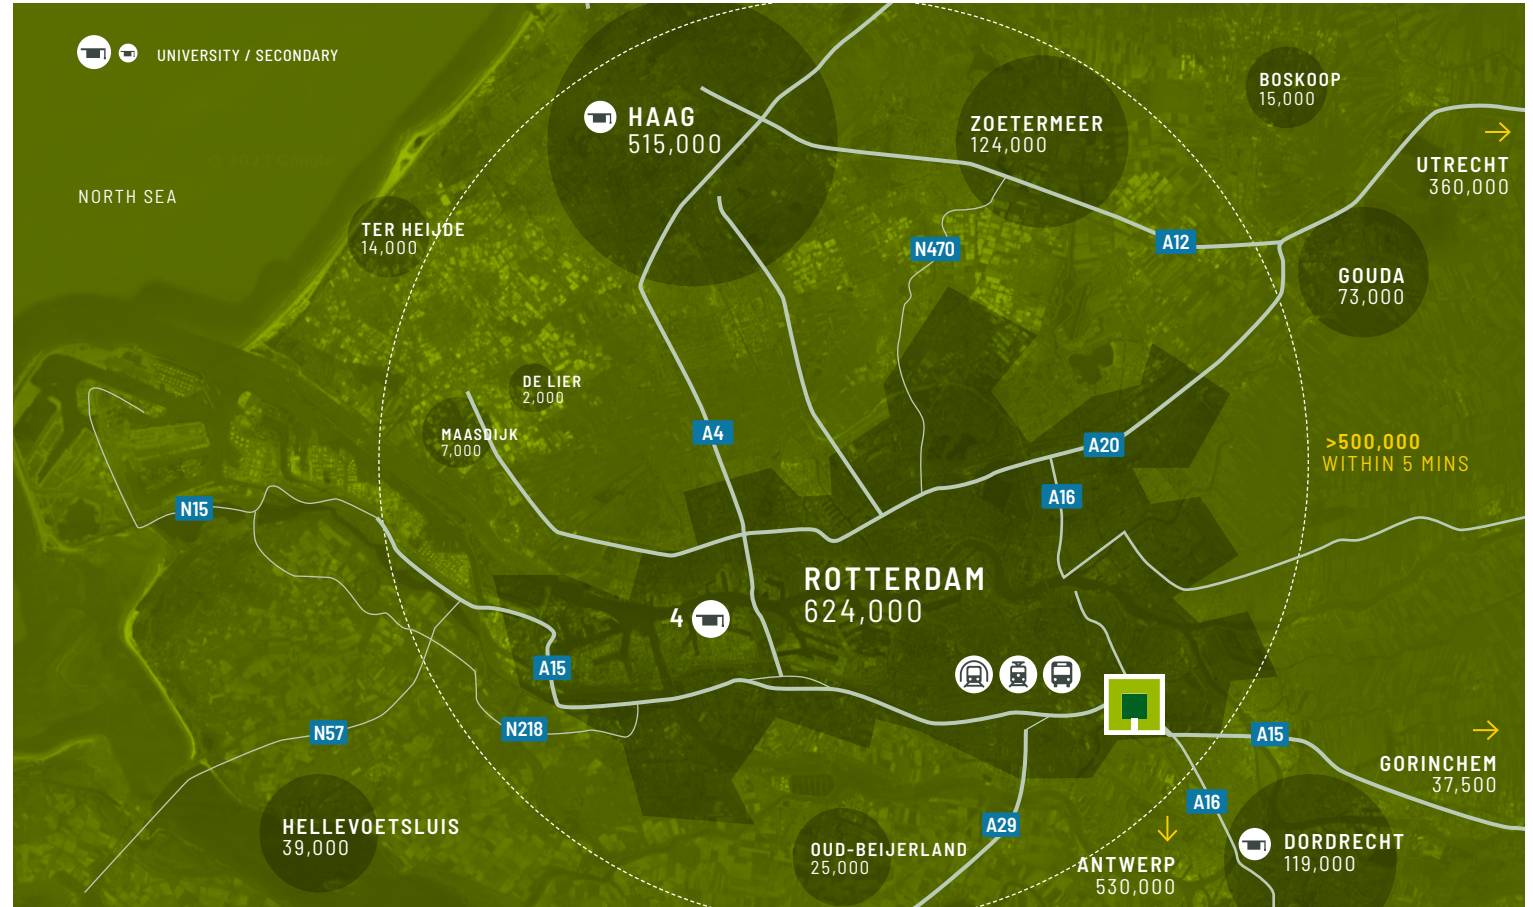 UNIVERSITY / SECONDARY
NORTH SEA
HAAG
515,000
ZOETERMEER
124,000
BOSKOOP
15,000
UTRECHT
360,000
TER HEIJDE
14,000
N470
A12
GOUDA
73,000
DE LIER
2,000
MAASDIJK
7,000
A4
A20
>500,000
WITHIN 5 MINS
A16
N15
ROTTERDAM
624,000
4
A15
N218
N57
A15
GORINCHEM
37,500
A16
A29
HELLEVOETSLUIS
39,000
OUD-BEIJERLAND
25,000
ANTWERP
530,000
DORDRECHT
119,000